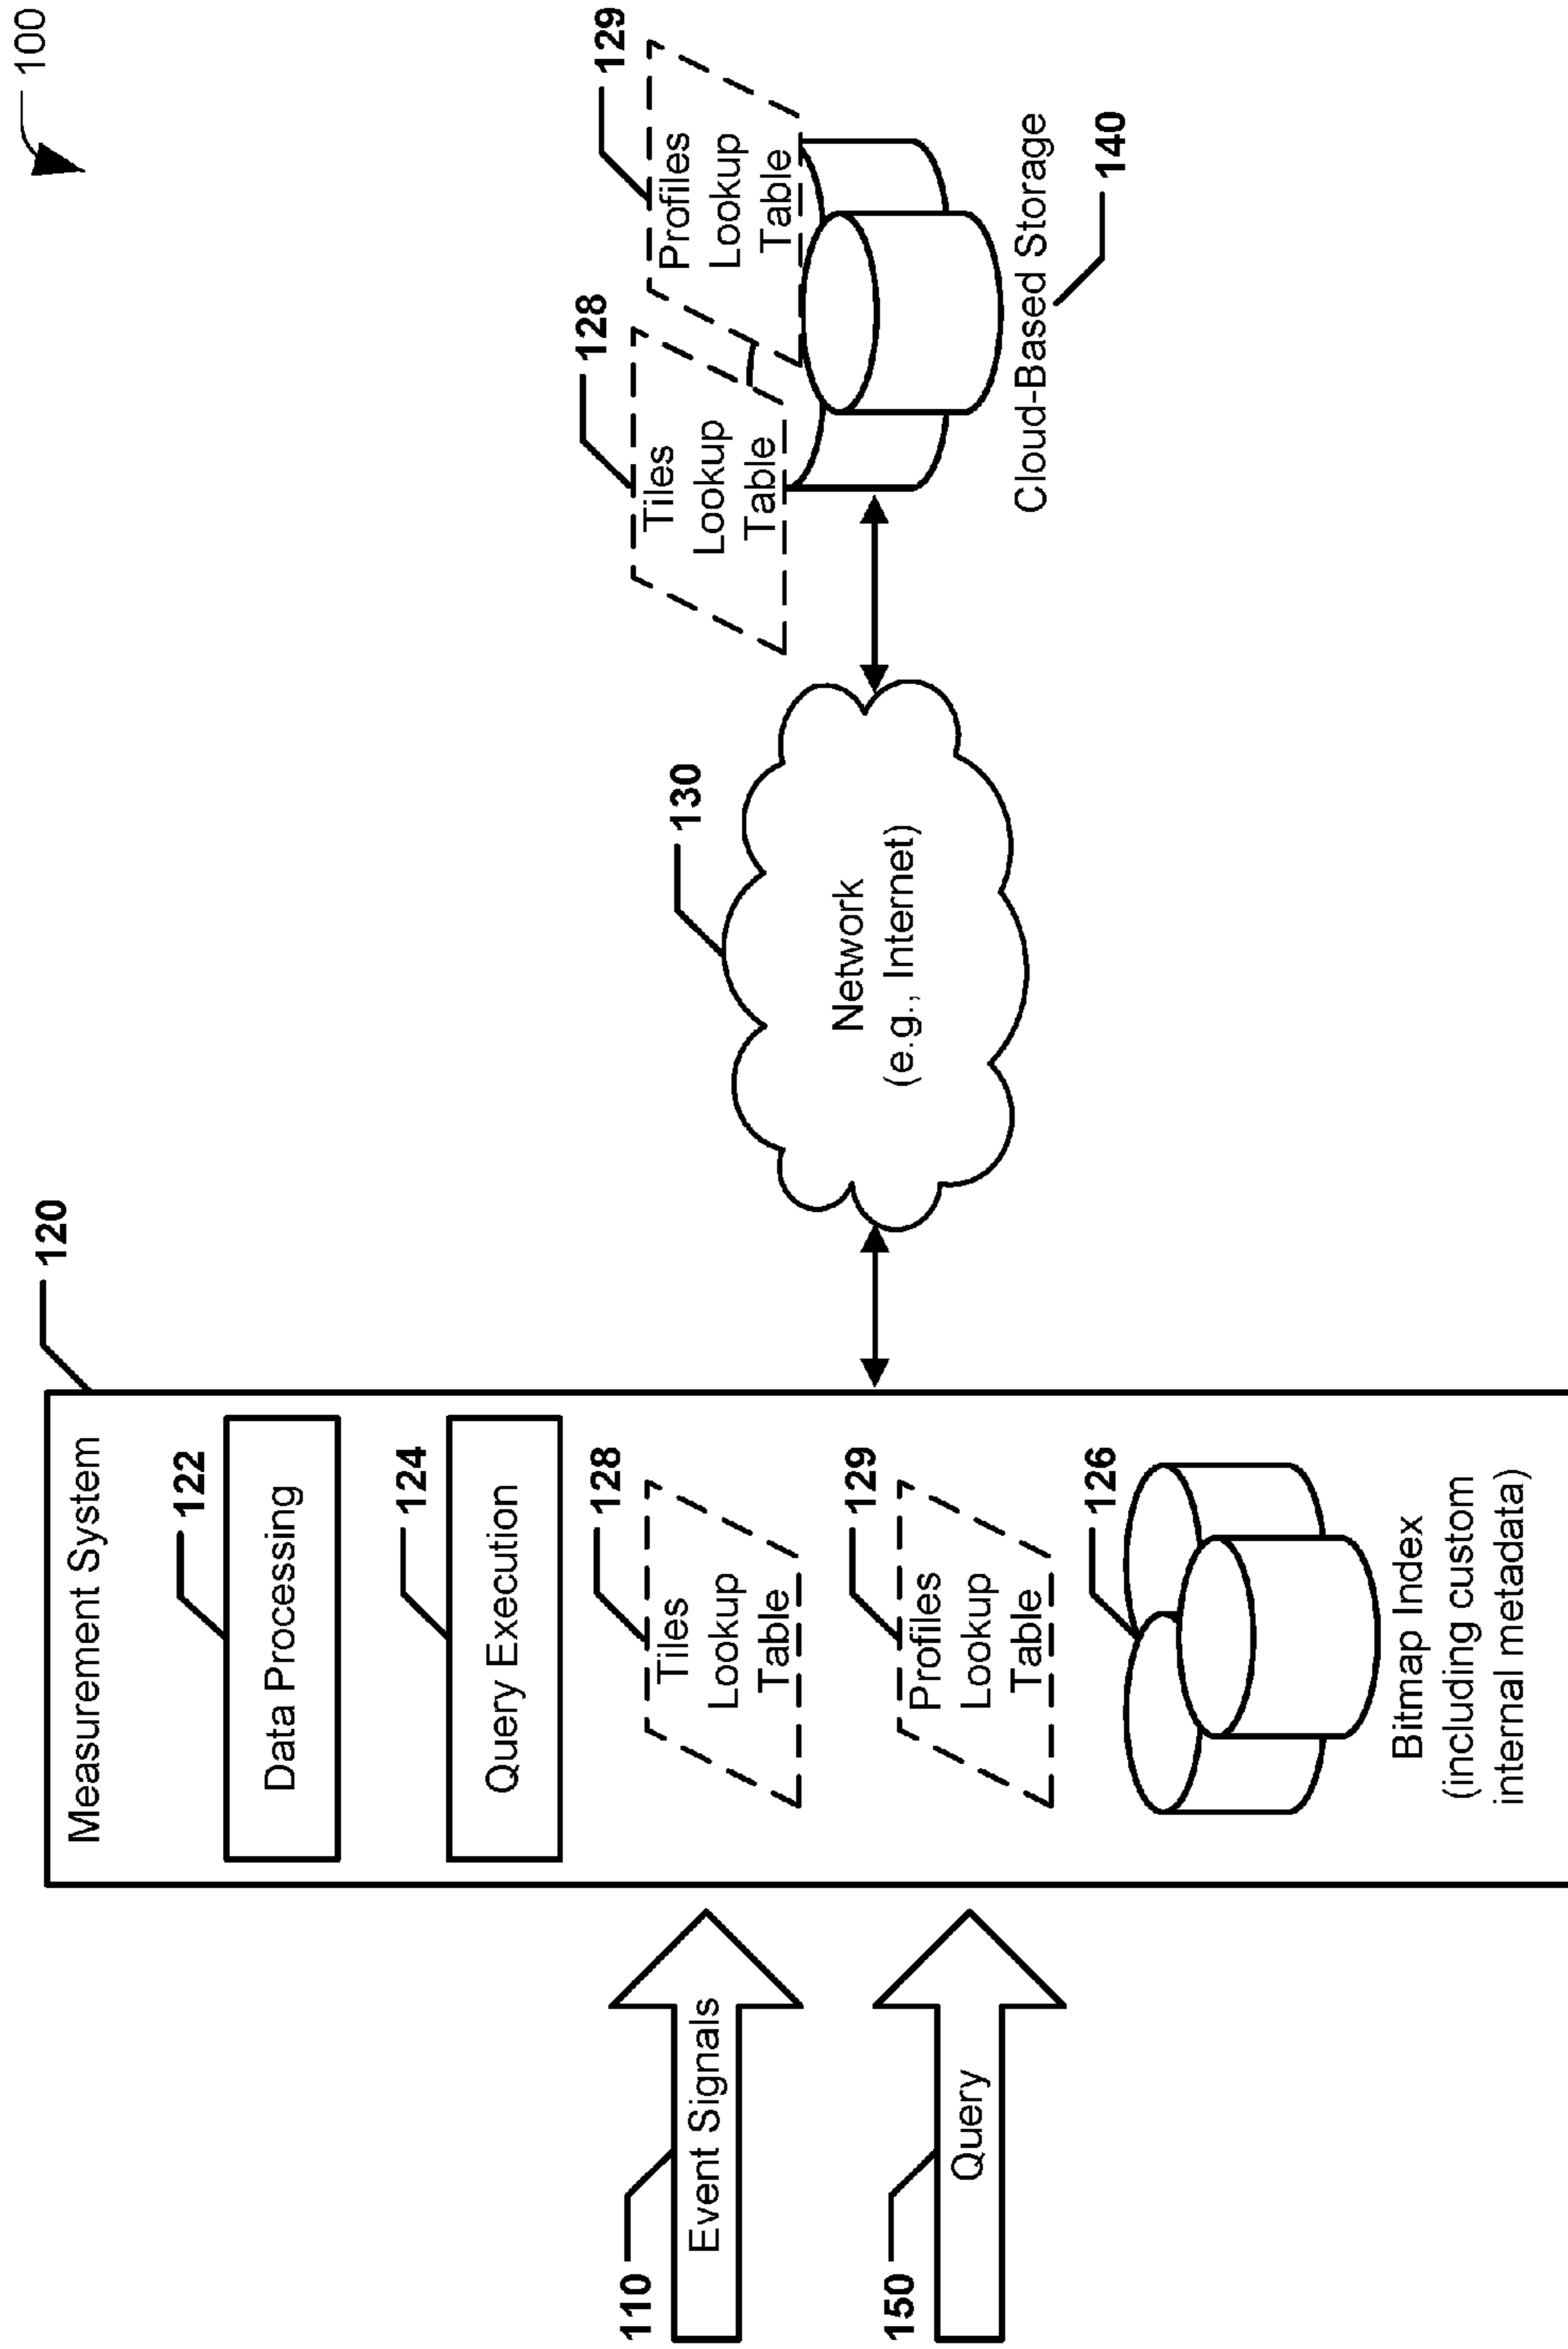 100
120
Measurement System
122
Data Processing
124
Query Execution
128
Tiles
Lookup
Table
129
Profiles
Lookup
Table
126
Bitmap Index
(including custom
internal metadata)
110
Event Signals
150
Query
130
Network
(e.g., Internet)
128
Tiles
Lookup
Table
129
Profiles
Lookup
Table
Cloud-Based Storage
140